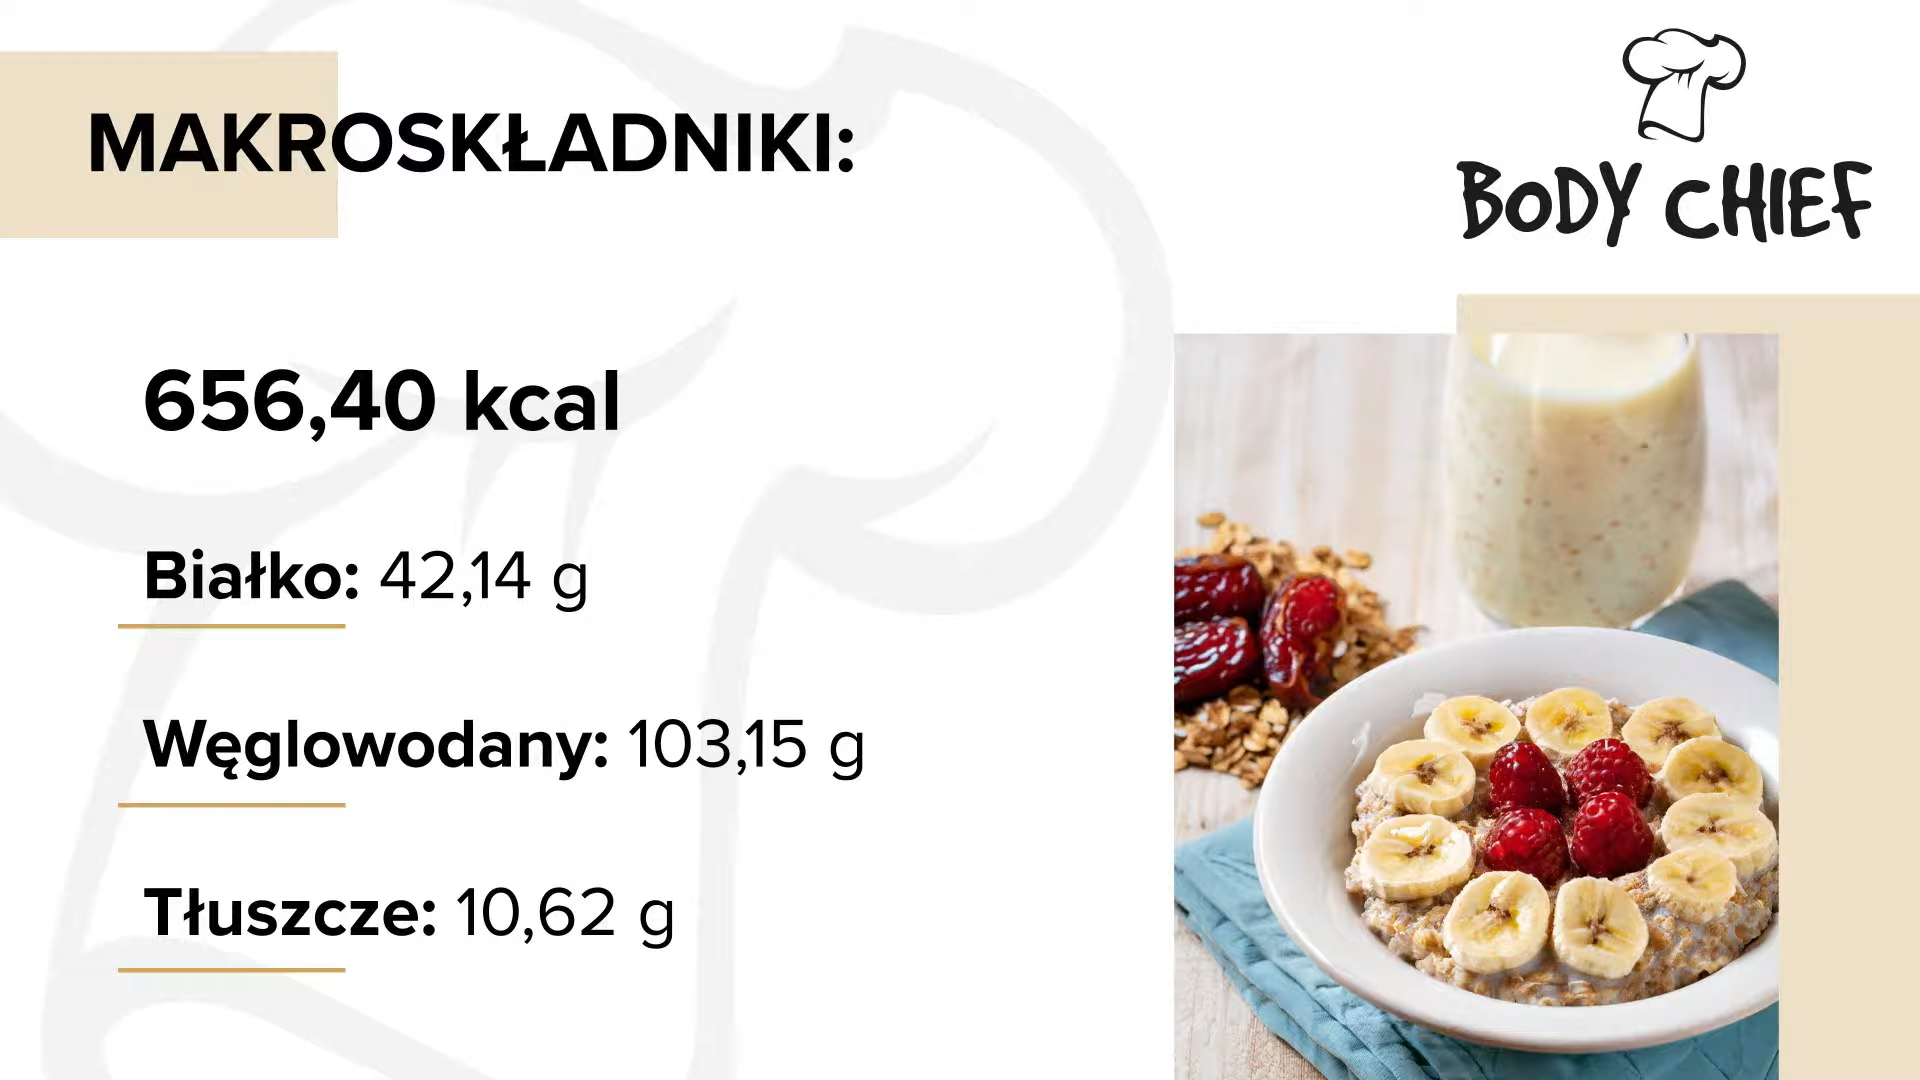 MAKROSKŁADNIKI:
BODY CHIEF
656,40 kcal
Białko: 42,14 g
Węglowodany: 103,15 g
Tłuszcze: 10,62 g